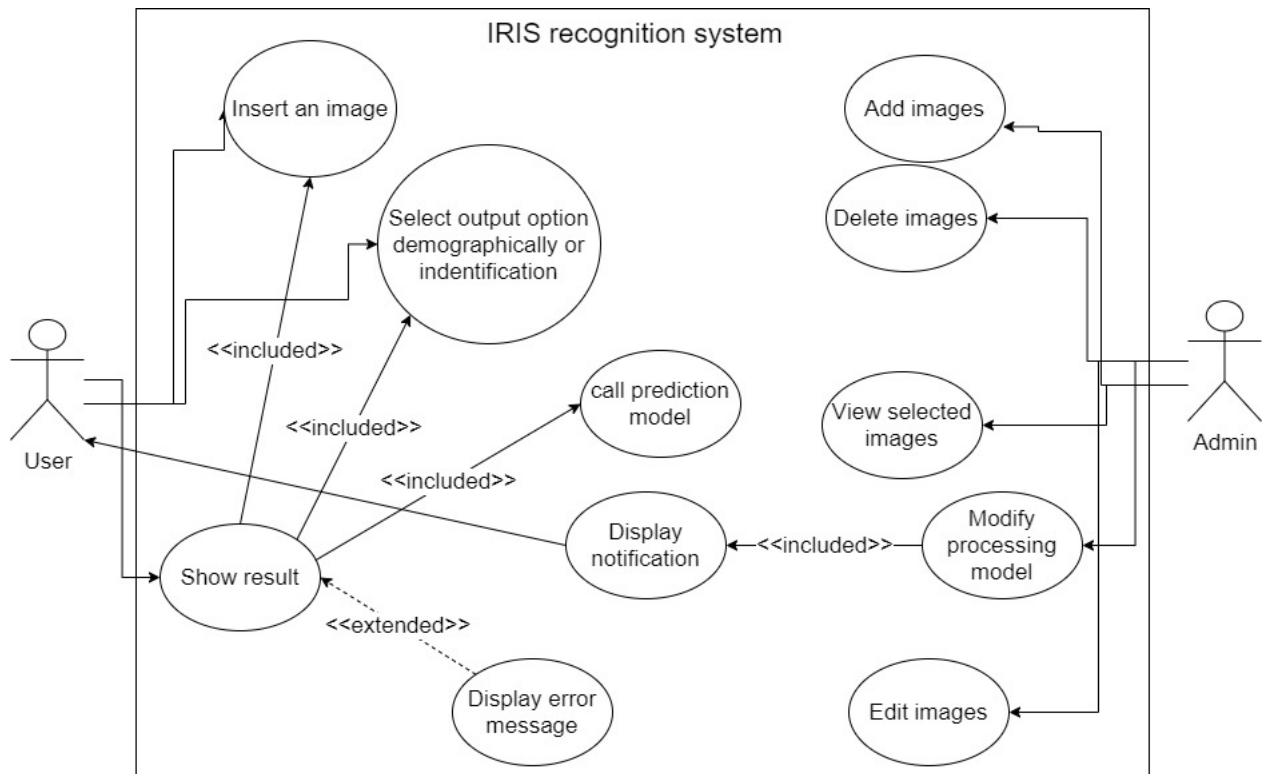 IRIS recognition system
Insert an image
Add images
Select output option
demographically or
indentification
Delete images
<<included>>
<<included>>
<<included>>
call prediction
model
View selected
images
User
Admin
Display
notification
<<included>>
Modify
processing
model
Show result
<<extended>>
Display error
message
Edit images